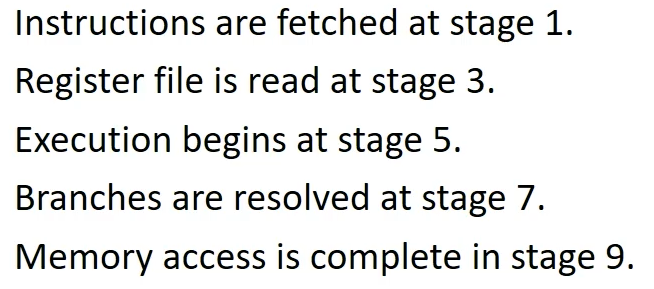 Instructions are fetched at stage 1.
Register file is read at stage 3.
Execution begins at stage 5.
Branches are resolved at stage 7.
Memory access is complete in stage 9.